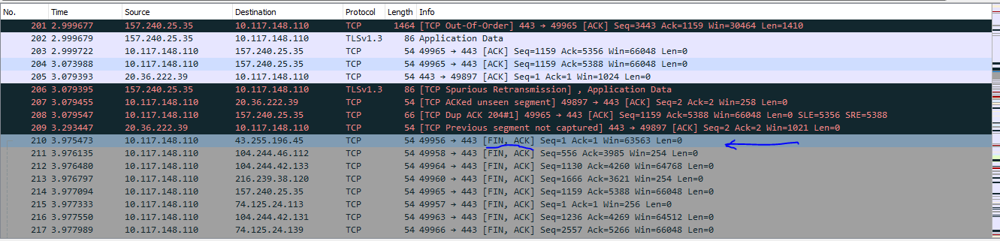 No. Time Source Destination Protocol Length Info
201 2.999677 157.240.25.35 10.117.148.110 TCP 1464 [TCP Out-Of-Order] 443 → 49965 [ACK] Seq=3443 Ack=1159 Win=30464 Len=1410
202 2.999679 157.240.25.35 10.117.148.110 TLSv1.3 86 Application Data
203 2.999722 10.117.148.110 157.240.25.35 TCP 54 49965 → 443 [ACK] Seq=1159 Ack=5356 Win=66048 Len=0
204 3.073988 10.117.148.110 157.240.25.35 TCP 54 49965 → 443 [ACK] Seq=1159 Ack=5388 Win=66048 Len=0
205 3.079393 20.36.222.39 10.117.148.110 TCP 54 443 → 49897 [ACK] Seq=1 Ack=1 Win=1024 Len=0
206 3.079395 157.240.25.35 10.117.148.110 TLSv1.3 86 [TCP Spurious Retransmission] , Application Data
207 3.079455 10.117.148.110 20.36.222.39 TCP 54 [TCP ACKed unseen segment] 49897 → 443 [ACK] Seq=2 Ack=2 Win=258 Len=0
208 3.079547 10.117.148.110 157.240.25.35 TCP 66 [TCP Dup ACK 204#1] 49965 → 443 [ACK] Seq=1159 Ack=5388 Win=66048 Len=0 SLE=5356 SRE=5388
209 3.293447 20.36.222.39 10.117.148.110 TCP 54 [TCP Previous segment not captured] 443 → 49897 [ACK] Seq=2 Ack=2 Win=1021 Len=0
210 3.975473 10.117.148.110 43.255.196.45 TCP 54 49956 → 443 [FIN, ACK] Seq=1 Ack=1 Win=63563 Len=0
211 3.976135 10.117.148.110 104.244.46.112 TCP 54 49958 → 443 [FIN, ACK] Seq=556 Ack=3985 Win=254 Len=0
212 3.976480 10.117.148.110 104.244.42.133 TCP 54 49964 → 443 [FIN, ACK] Seq=1130 Ack=4260 Win=64768 Len=0
213 3.976797 10.117.148.110 216.239.38.120 TCP 54 49960 → 443 [FIN, ACK] Seq=1666 Ack=3621 Win=254 Len=0
214 3.977094 10.117.148.110 157.240.25.35 TCP 54 49965 → 443 [FIN, ACK] Seq=1159 Ack=5388 Win=66048 Len=0
215 3.977333 10.117.148.110 74.125.24.113 TCP 54 49957 → 443 [FIN, ACK] Seq=1 Ack=1 Win=256 Len=0
216 3.977550 10.117.148.110 104.244.42.131 TCP 54 49963 → 443 [FIN, ACK] Seq=1236 Ack=4269 Win=64512 Len=0
217 3.977989 10.117.148.110 74.125.24.139 TCP 54 49966 → 443 [FIN, ACK] Seq=2557 Ack=5266 Win=66048 Len=0